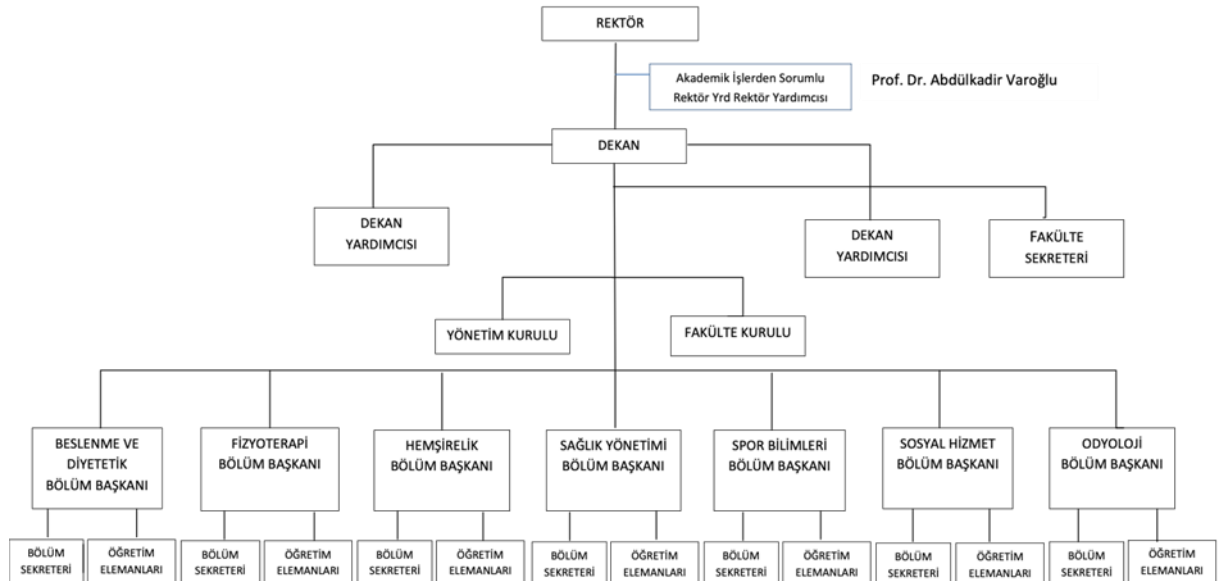 REKTÖR
Akademik İşlerden Sorumlu
Rektör Yrd Rektör Yardımcısı
Prof. Dr. Abdülkadir Varoğlu
DEKAN
DEKAN
YARDIMCISI
DEKAN
YARDIMCISI
FAKÜLTE
SEKRETERİ
YÖNETİM KURULU
FAKÜLTE KURULU
BESLENME VE
DİYETETİK
BÖLÜM BAŞKANI
FİZYOTERAPİ
BÖLÜM BAŞKANI
HEMŞİRELİK
BÖLÜM BAŞKANI
SAĞLIK YÖNETİMİ
BÖLÜM BAŞKANI
SPOR BİLİMLERİ
BÖLÜM BAŞKANI
SOSYAL HİZMET
BÖLÜM BAŞKANI
ODYOLOJİ
BÖLÜM BAŞKANI
BÖLÜM
SEKRETERİ
ÖĞRETİM
ELEMANLARI
BÖLÜM
SEKRETERİ
ÖĞRETİM
ELEMANLARI
BÖLÜM
SEKRETERİ
ÖĞRETİM
ELEMANLARI
BÖLÜM
SEKRETERİ
ÖĞRETİM
ELEMANLARI
BÖLÜM
SEKRETERİ
ÖĞRETİM
ELEMANLARI
BÖLÜM
SEKRETERİ
ÖĞRETİM
ELEMANLARI
BÖLÜM
SEKRETERİ
ÖĞRETİM
ELEMANLARI